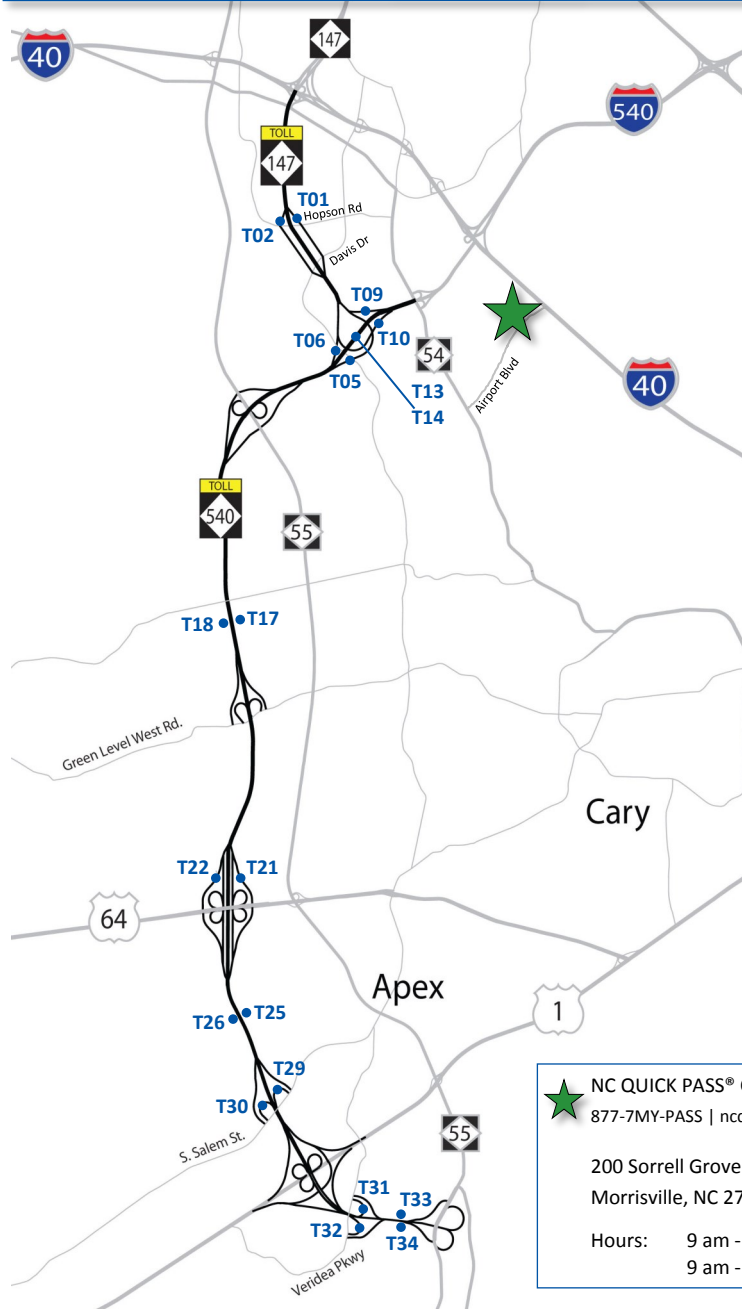 147
40
540
TOLL
147
T01
Hopson Rd
T02
Davis Dr
T09
T10
T06
T05
54
T13
T14
Airport Blvd
40
TOLL
540
55
T18
T17
Green Level West Rd.
Cary
T22
T21
64
Apex
T25
T26
1
T29
T30
S. Salem St.
55
T31
T33
T32
T34
Veridea Pkwy
NC QUICK PASS®
877-7MY-PASS |
200 Sorrell Grove
Morrisville, NC 27
Hours: 9 am -
9 am -